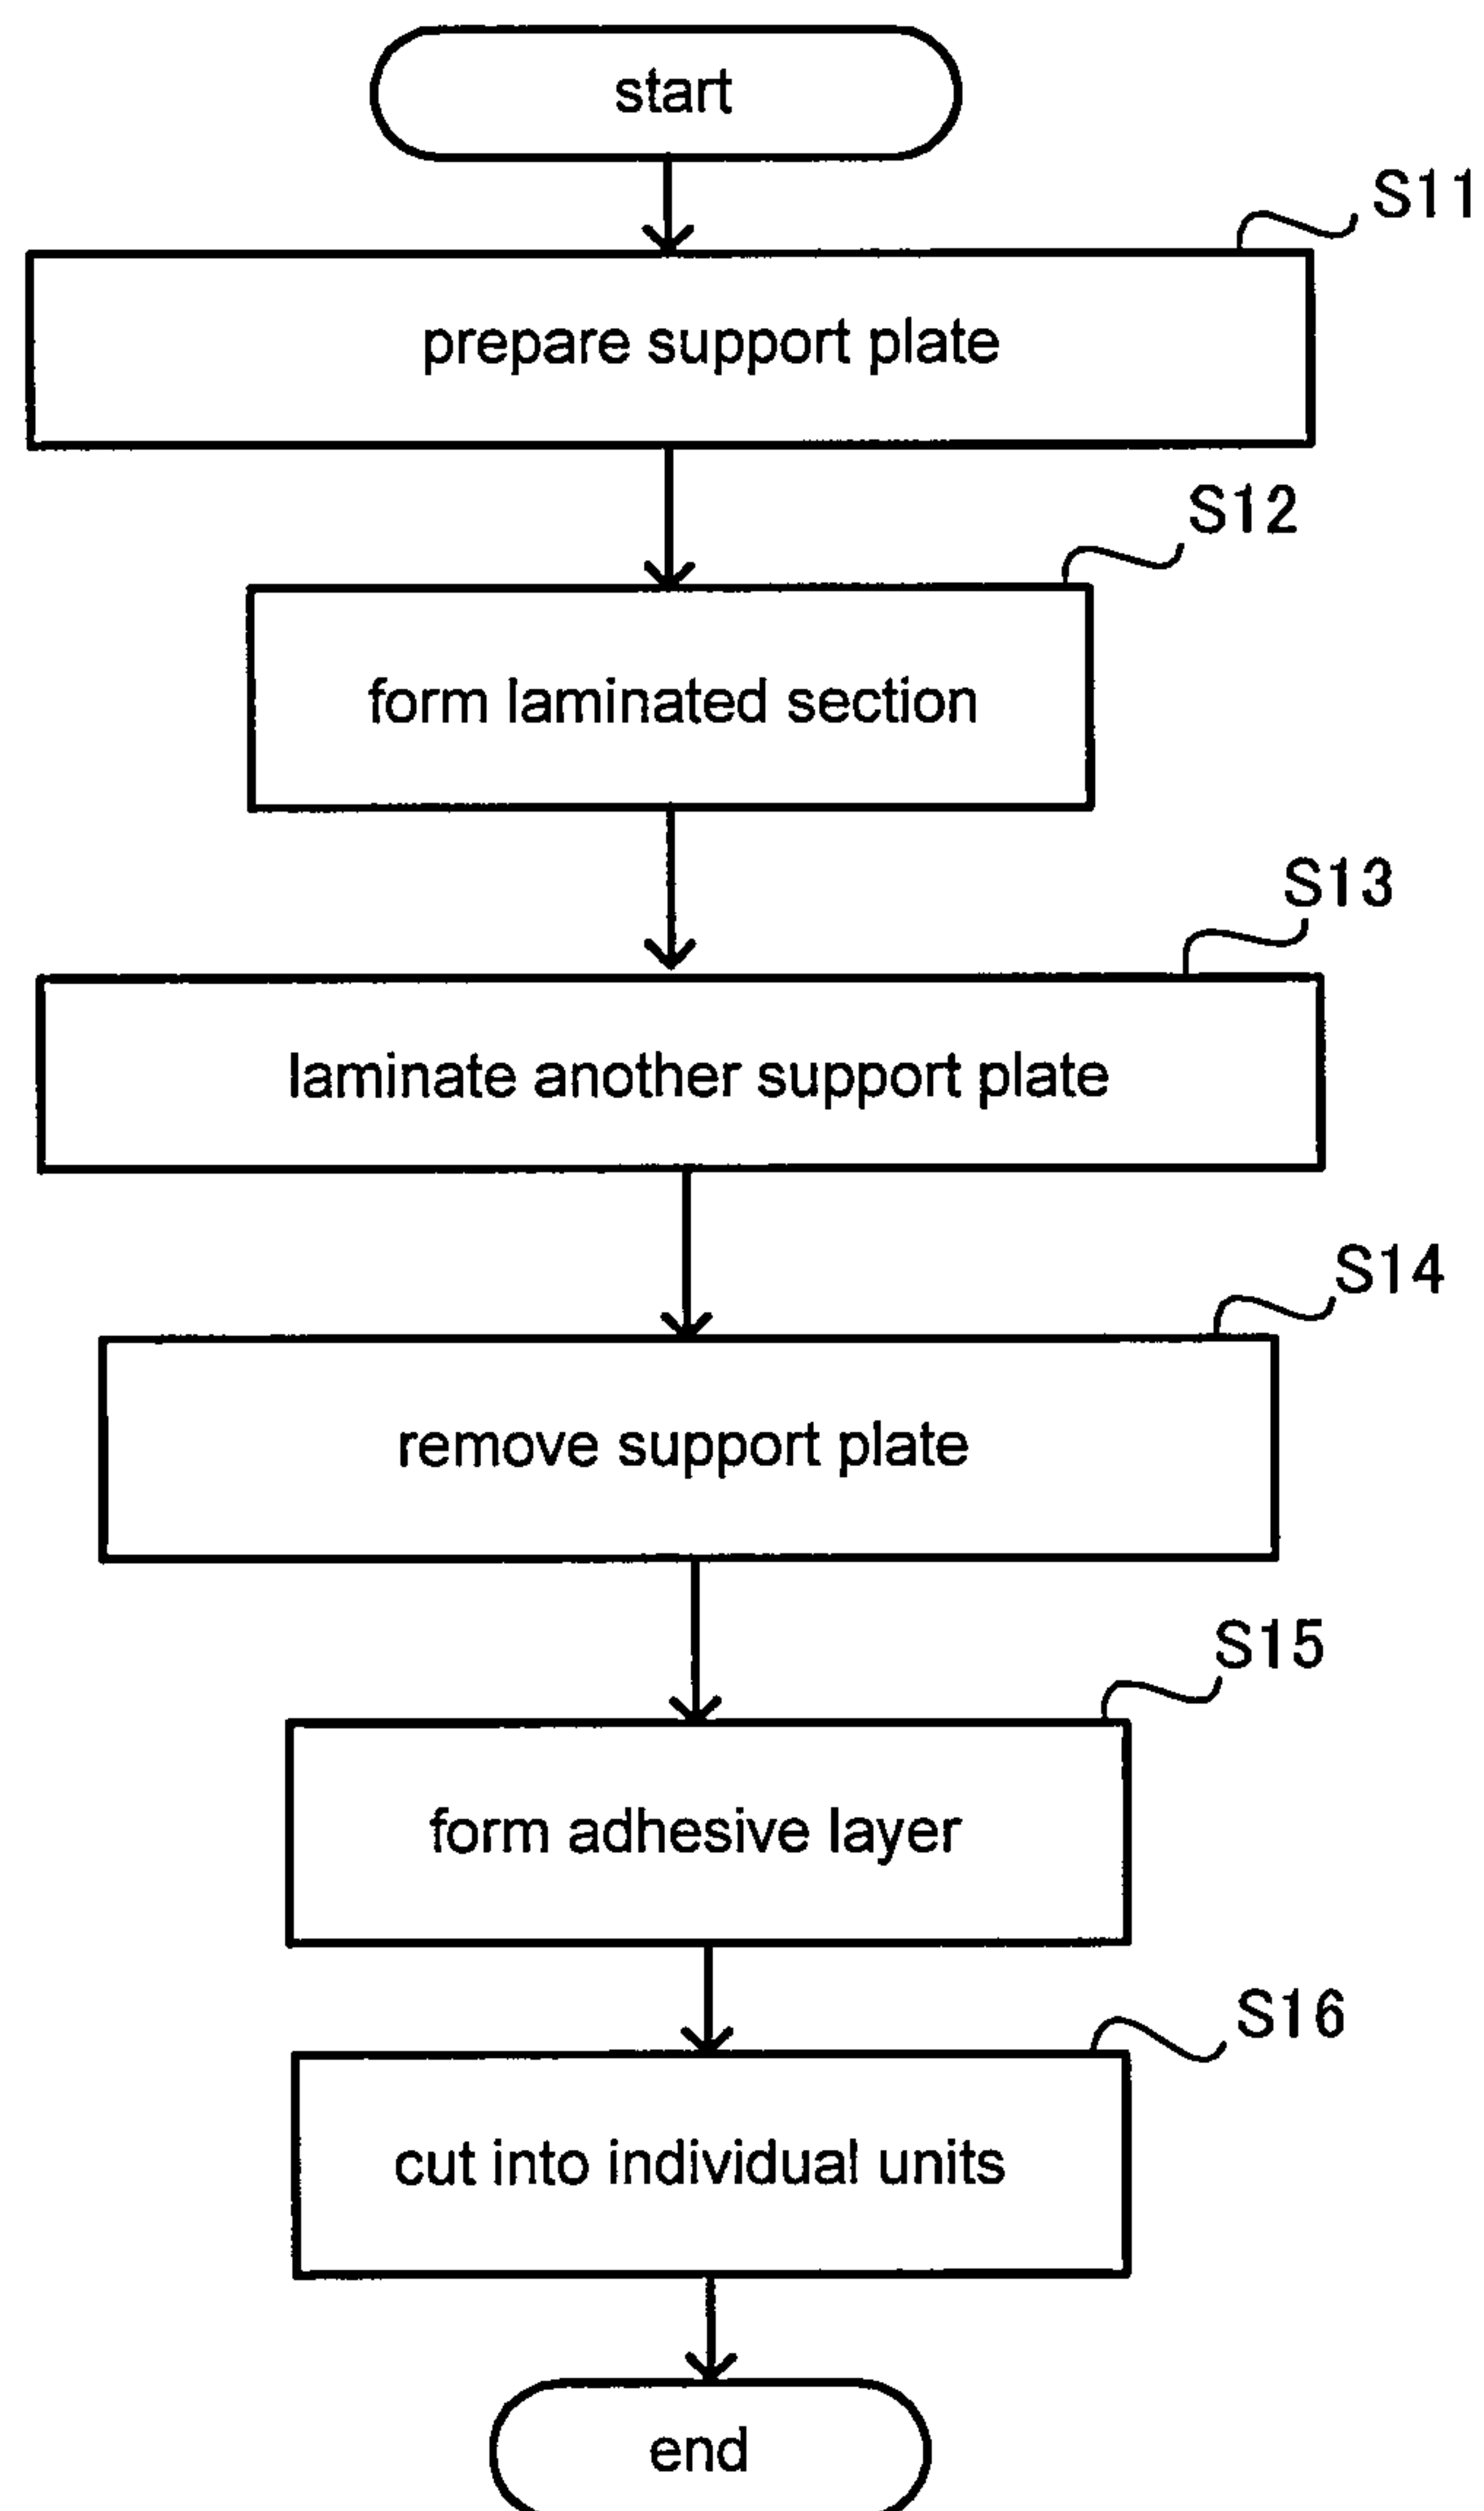 start
S11
prepare support plate
S12
form laminated section
S13
laminate another support plate
S14
remove support plate
S15
form adhesive layer
S16
cut into individual units
end